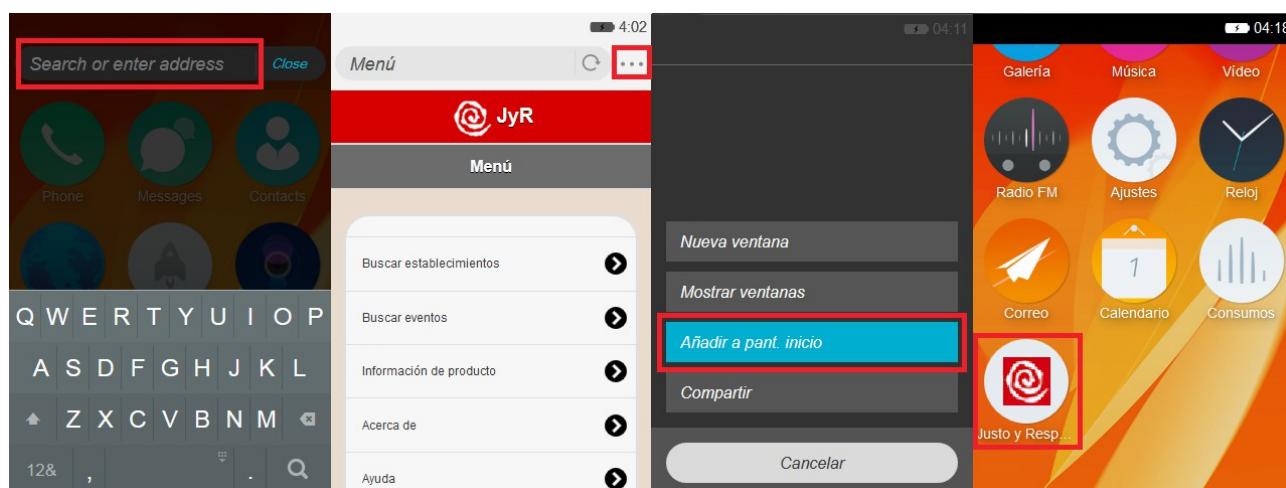 Search or enter address Close
Phone Messages Contacts
Q W E R T Y U I O P
A S D F G H J K L
Z X C V B N M
12& , .
4:02
Menú
JyR
Menú
Buscar establecimientos
Buscar eventos
Información de producto
Acerca de
Ayuda
04:11
Nueva ventana
Mostrar ventanas
Añadir a pant. inicio
Compartir
Cancelar
04:18
Galería Música Vídeo
Radio FM Ajustes Reloj
1
Correo Calendario Consumos
Justo y Resp...